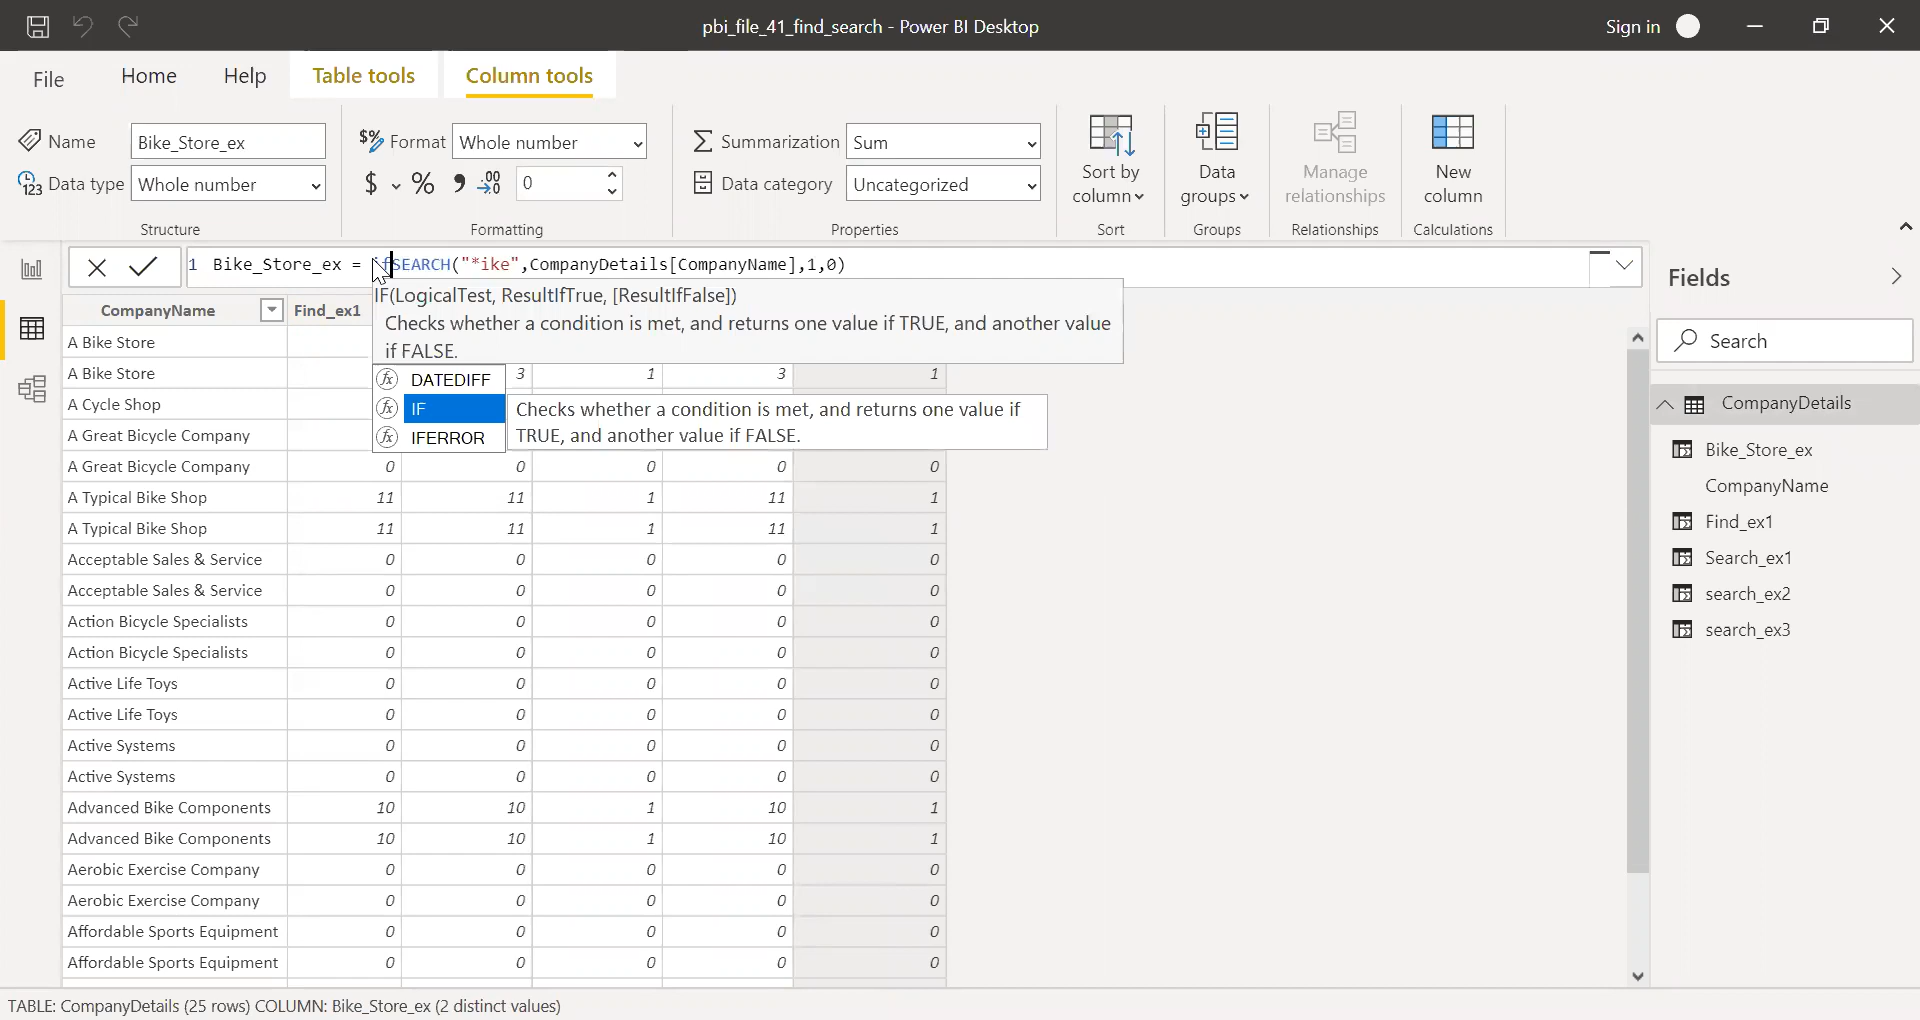 pbi_file_41_find_search - Power BI Desktop
Sign in
File Home Help Table tools Column tools
Name Bike_Store_ex
Format Whole number
Summarization Sum
Data type Whole number
$ % 9 .00 0
Data category Uncategorized
Sort by column
Data groups
Manage relationships
New column
Structure Formatting Properties Sort Groups Relationships Calculations
1 Bike_Store_ex = ifSEARCH("*ike",CompanyDetails[CompanyName],1,0)
IF(LogicalTest, ResultIfTrue, [ResultIfFalse])
Checks whether a condition is met, and returns one value if TRUE, and another value
if FALSE.
DATEDIFF
IF
IFERROR
Checks whether a condition is met, and returns one value if
TRUE, and another value if FALSE.
CompanyName Find_ex1
A Bike Store
A Bike Store 3 1 3 1
A Cycle Shop
A Great Bicycle Company
A Great Bicycle Company 0 0 0 0 0
A Typical Bike Shop 11 11 1 11 1
A Typical Bike Shop 11 11 1 11 1
Acceptable Sales & Service 0 0 0 0 0
Acceptable Sales & Service 0 0 0 0 0
Action Bicycle Specialists 0 0 0 0 0
Action Bicycle Specialists 0 0 0 0 0
Active Life Toys 0 0 0 0 0
Active Life Toys 0 0 0 0 0
Active Systems 0 0 0 0 0
Active Systems 0 0 0 0 0
Advanced Bike Components 10 10 1 10 1
Advanced Bike Components 10 10 1 10 1
Aerobic Exercise Company 0 0 0 0 0
Aerobic Exercise Company 0 0 0 0 0
Affordable Sports Equipment 0 0 0 0 0
Affordable Sports Equipment 0 0 0 0 0
Fields
Search
CompanyDetails
Bike_Store_ex
CompanyName
Find_ex1
Search_ex1
search_ex2
search_ex3
TABLE: CompanyDetails (25 rows) COLUMN: Bike_Store_ex (2 distinct values)